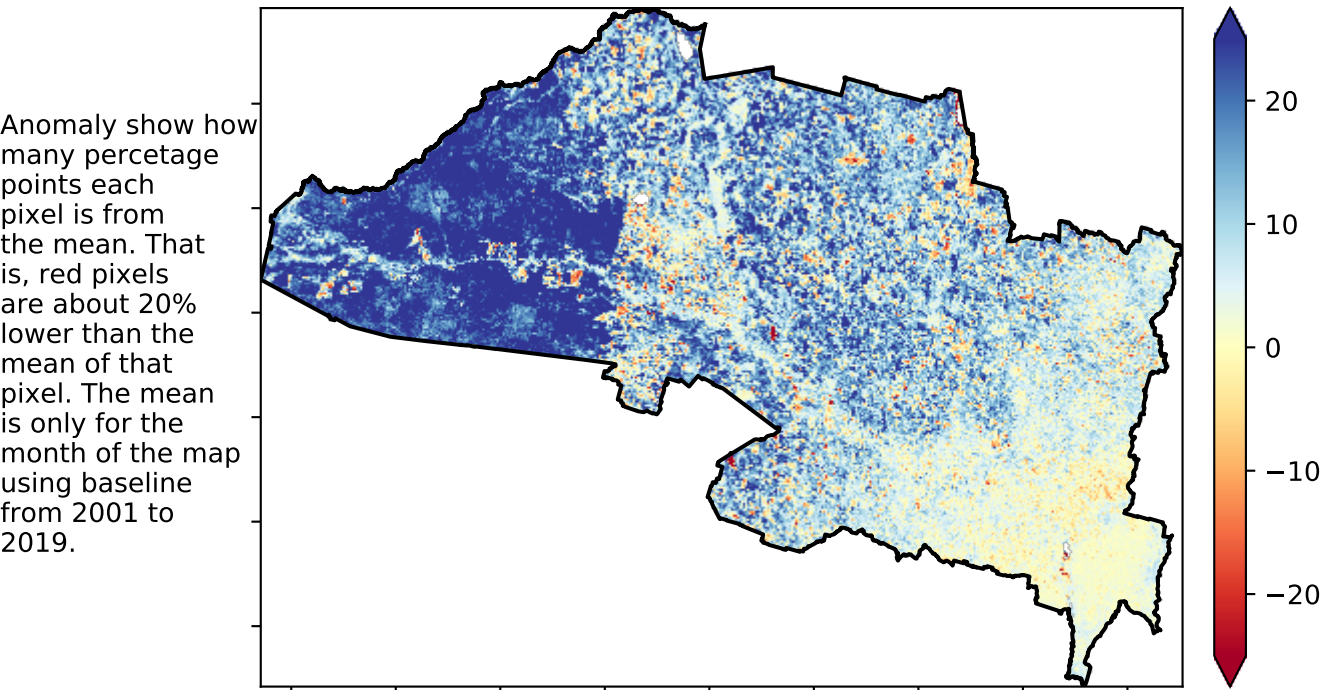 Anomaly show how
many percetage
points each
pixel is from
the mean. That
is, red pixels
are about 20%
lower than the
mean of that
pixel. The mean
is only for the
month of the map
using baseline
from 2001 to
2019.
20
10
0
−10
−20